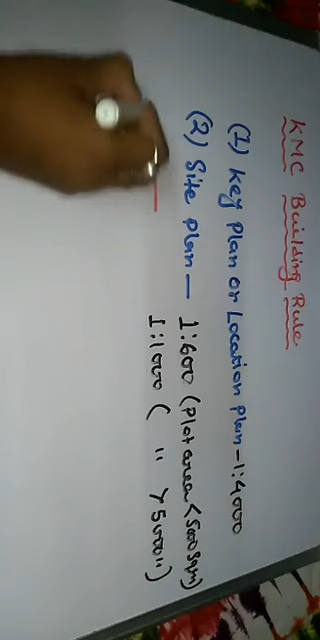 KMC Building Rule
(1) Key Plan or Location Plan - 1:4000
(2) Site Plan — 1:600 (Plot area < 5000 sqm)
1:1000 ( " > 5000 " )